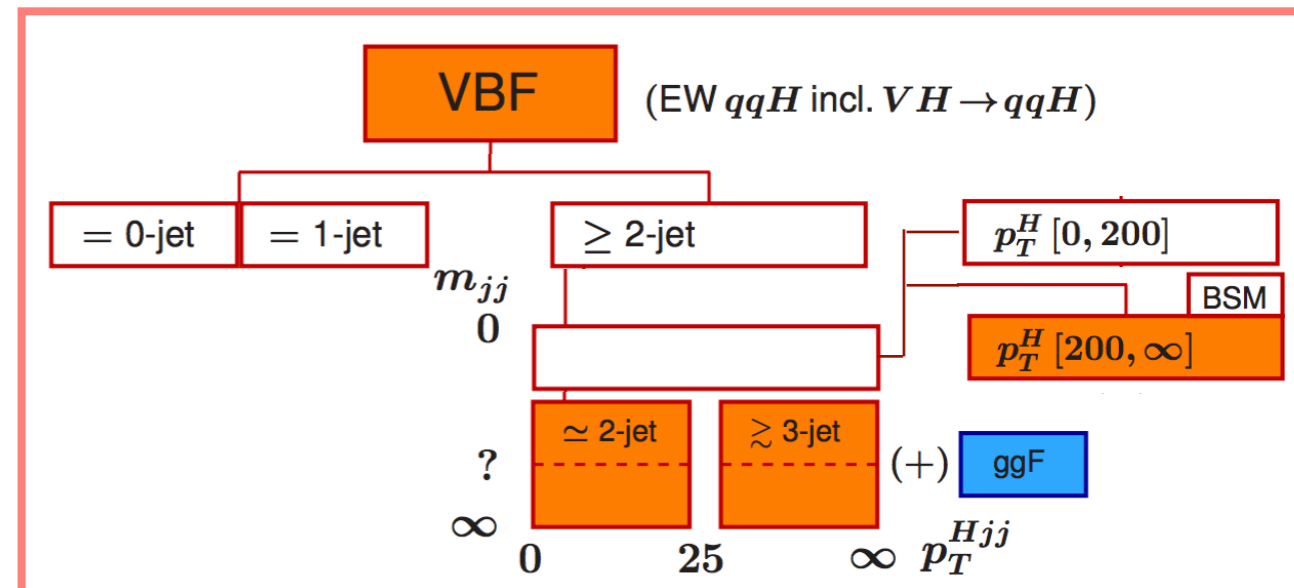 VBF
(EW qqH incl. VH → qqH)
= 0-jet
= 1-jet
≥ 2-jet
p_T^H [0, 200]
m_jj
BSM
0
p_T^H [200, ∞]
≃ 2-jet
≳ 3-jet
?
(+)
ggF
∞
0
25
∞
p_T^Hjj